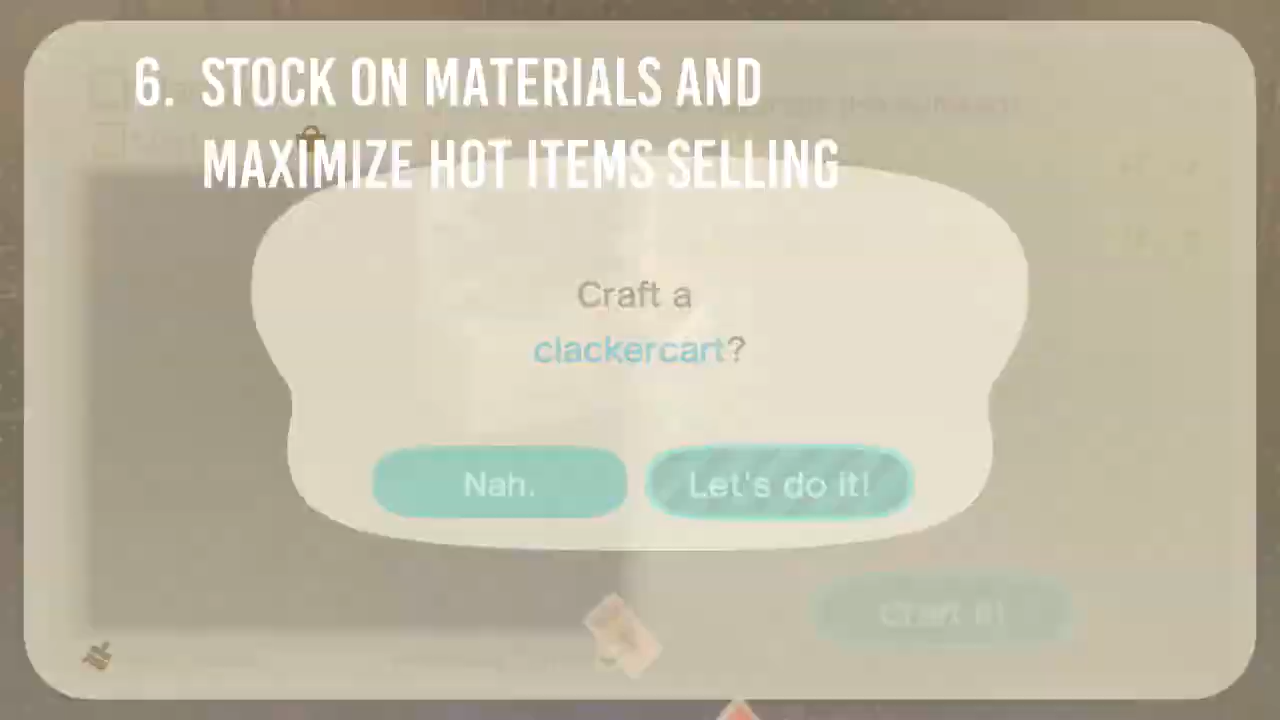 6. STOCK ON MATERIALS AND
MAXIMIZE HOT ITEMS SELLING
Craft a
clackercart?
Nah.
Let's do it!
Craft it!